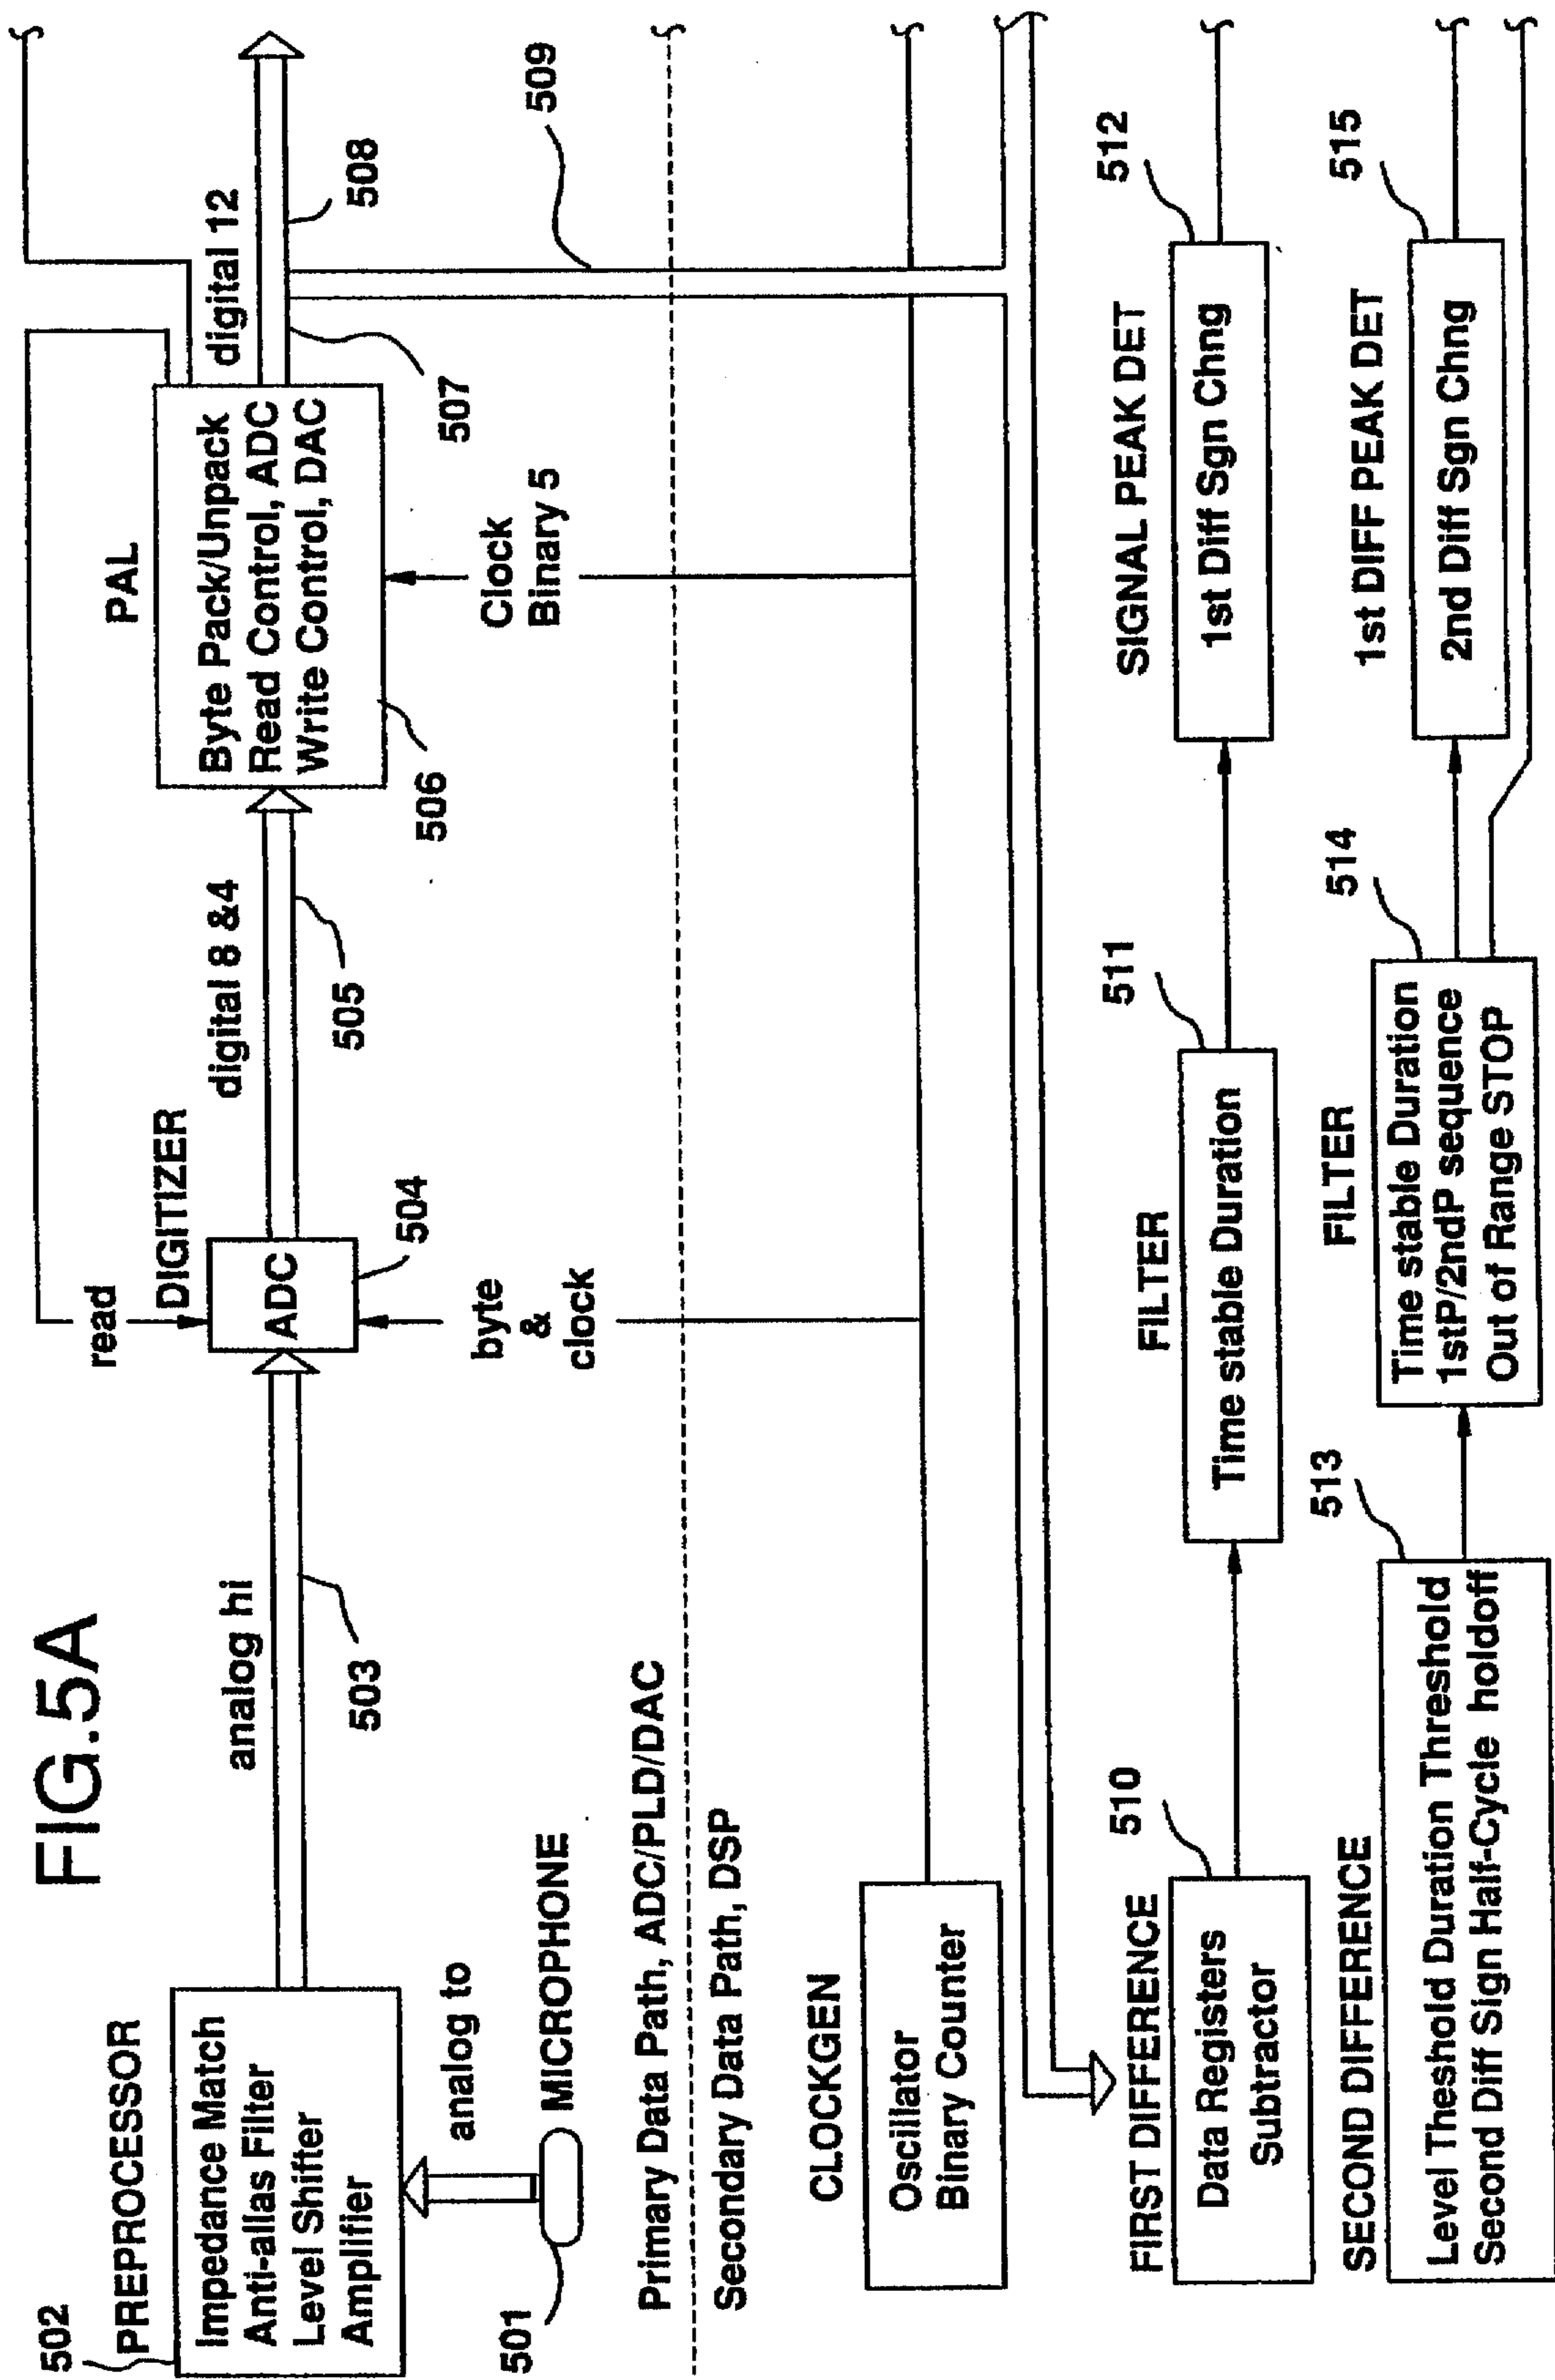 FIG.5A
502
PREPROCESSOR
Impedance Match
Anti-alias Filter
Level Shifter
Amplifier
analog to
MICROPHONE
501
analog hi
503
read
DIGITIZER
ADC
504
byte
&
clock
digital 8 &4
505
PAL
Byte Pack/Unpack
Read Control, ADC
Write Control, DAC
506
Clock
Binary 5
digital 12
507
508
509
Primary Data Path, ADC/PLD/DAC
Secondary Data Path, DSP
CLOCKGEN
Oscillator
Binary Counter
FIRST DIFFERENCE
510
Data Registers
Subtractor
FILTER
511
Time stable Duration
SIGNAL PEAK DET
512
1st Diff Sgn Chng
SECOND DIFFERENCE
513
Level Theshold Duration Threshold
Second Diff Sign Half-Cycle holdoff
FILTER
514
Time stable Duration
1stP/2ndP sequence
Out of Range STOP
1st DIFF PEAK DET
515
2nd Diff Sgn Chng